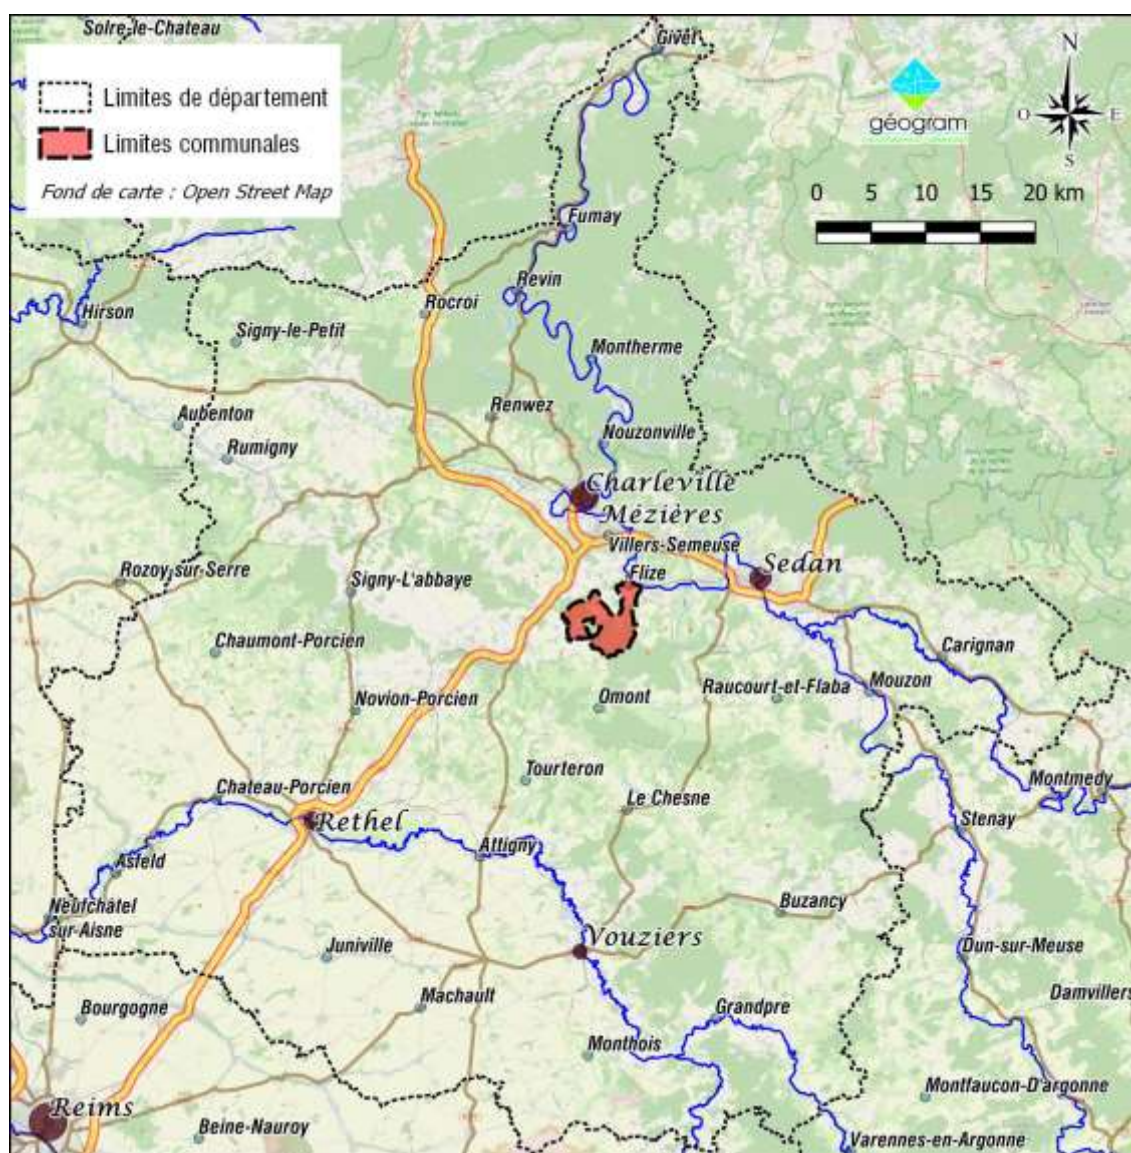 Solre-le-Chateau
Givet
N
Limites de département
Limites communales
Fond de carte : Open Street Map
géogram
O
E
S
0 5 10 15 20 km
Fumay
Revin
Rocroi
Hirson
Signy-le-Petit
Montherme
Aubenton
Renwez
Rumigny
Nouzonville
Charleville
Mézières
Villers-Semeuse
Sedan
Flize
Rozoy-sur-Serre
Signy-L'abbaye
Chaumont-Porcien
Carignan
Raucourt-et-Flaba
Mouzon
Novion-Porcien
Omont
Tourteron
Montmedy
Chateau-Porcien
Le Chesne
Rethel
Stenay
Attigny
Asfeld
Buzancy
Neufchatel
sur-Aisne
Vouziers
Juniville
Dun-sur-Meuse
Machault
Damvillers
Bourgogne
Grandpre
Monthois
Montfaucon-D'argonne
Reims
Beine-Nauroy
Varennes-en-Argonne